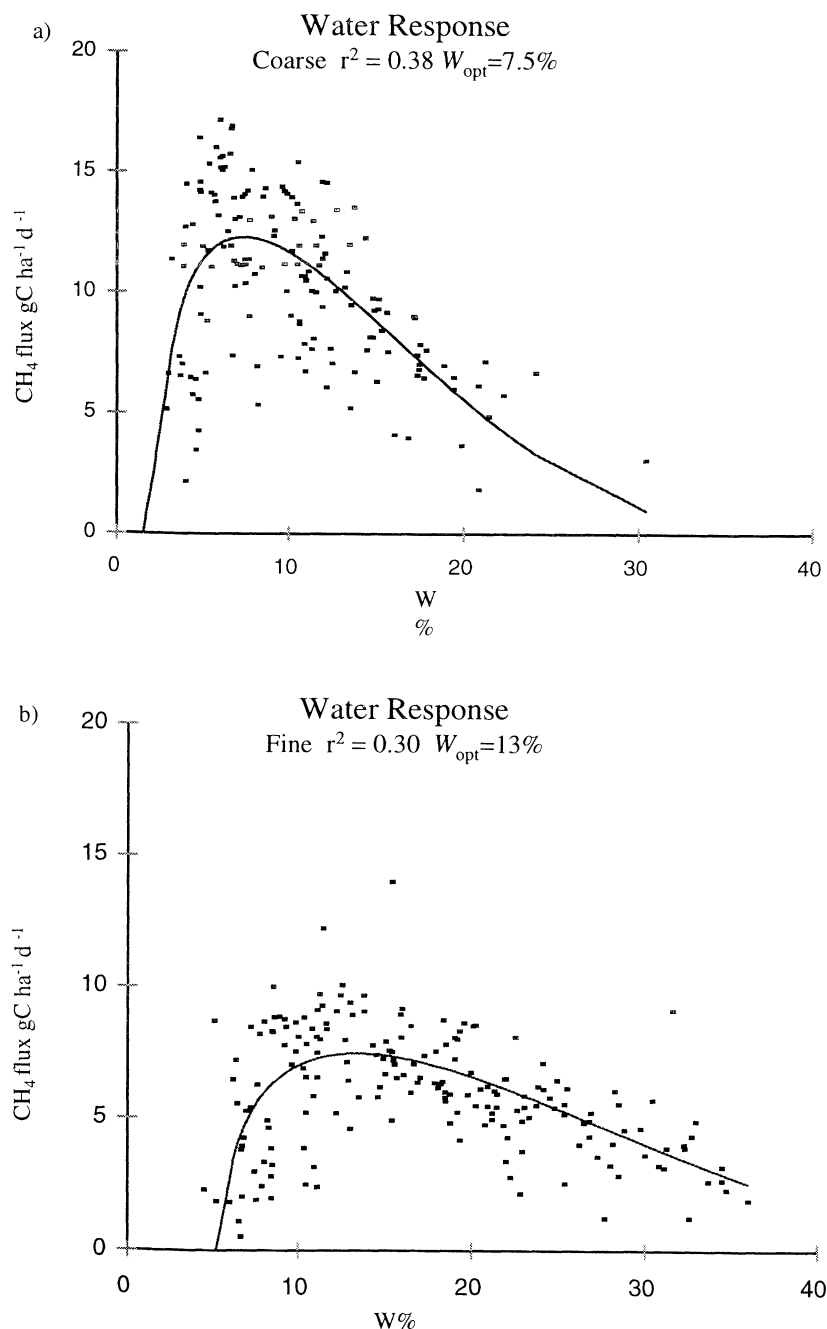 a)
Water Response
Coarse r² = 0.38 W_opt=7.5%
20
15
10
5
0
CH₄ flux gC ha⁻¹ d⁻¹
0 10 20 30 40
W
%
b)
Water Response
Fine r² = 0.30 W_opt=13%
20
15
10
5
0
CH₄ flux gC ha⁻¹ d⁻¹
0 10 20 30 40
W%